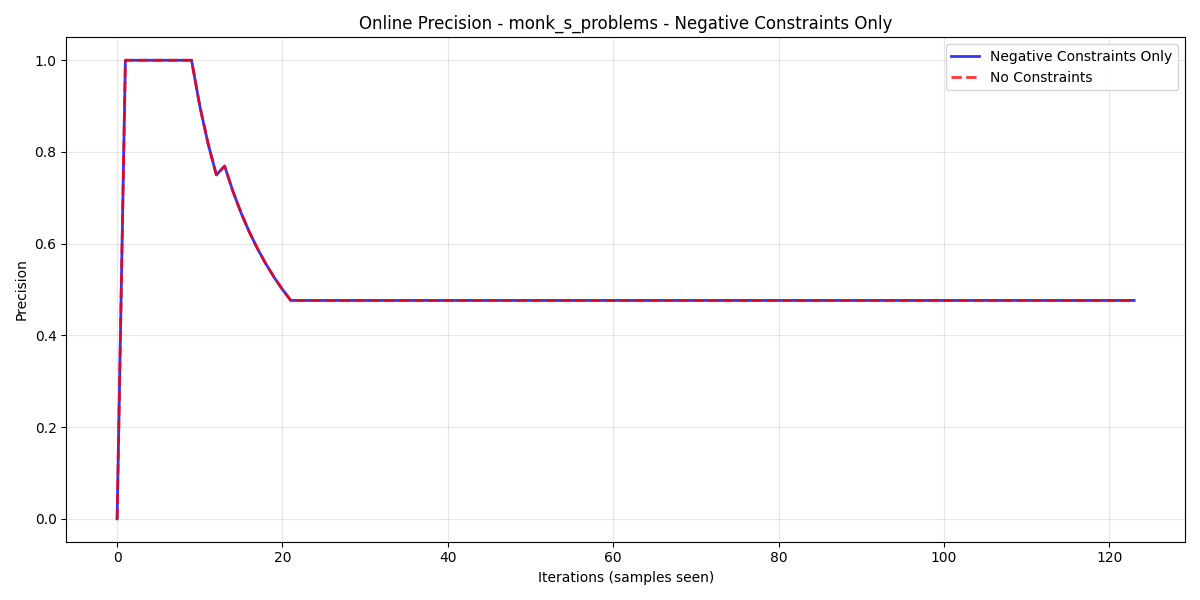 Online Precision - monk_s_problems - Negative Constraints Only
Negative Constraints Only
No Constraints
Precision
1.0
0.8
0.6
0.4
0.2
0.0
0 20 40 60 80 100 120
Iterations (samples seen)